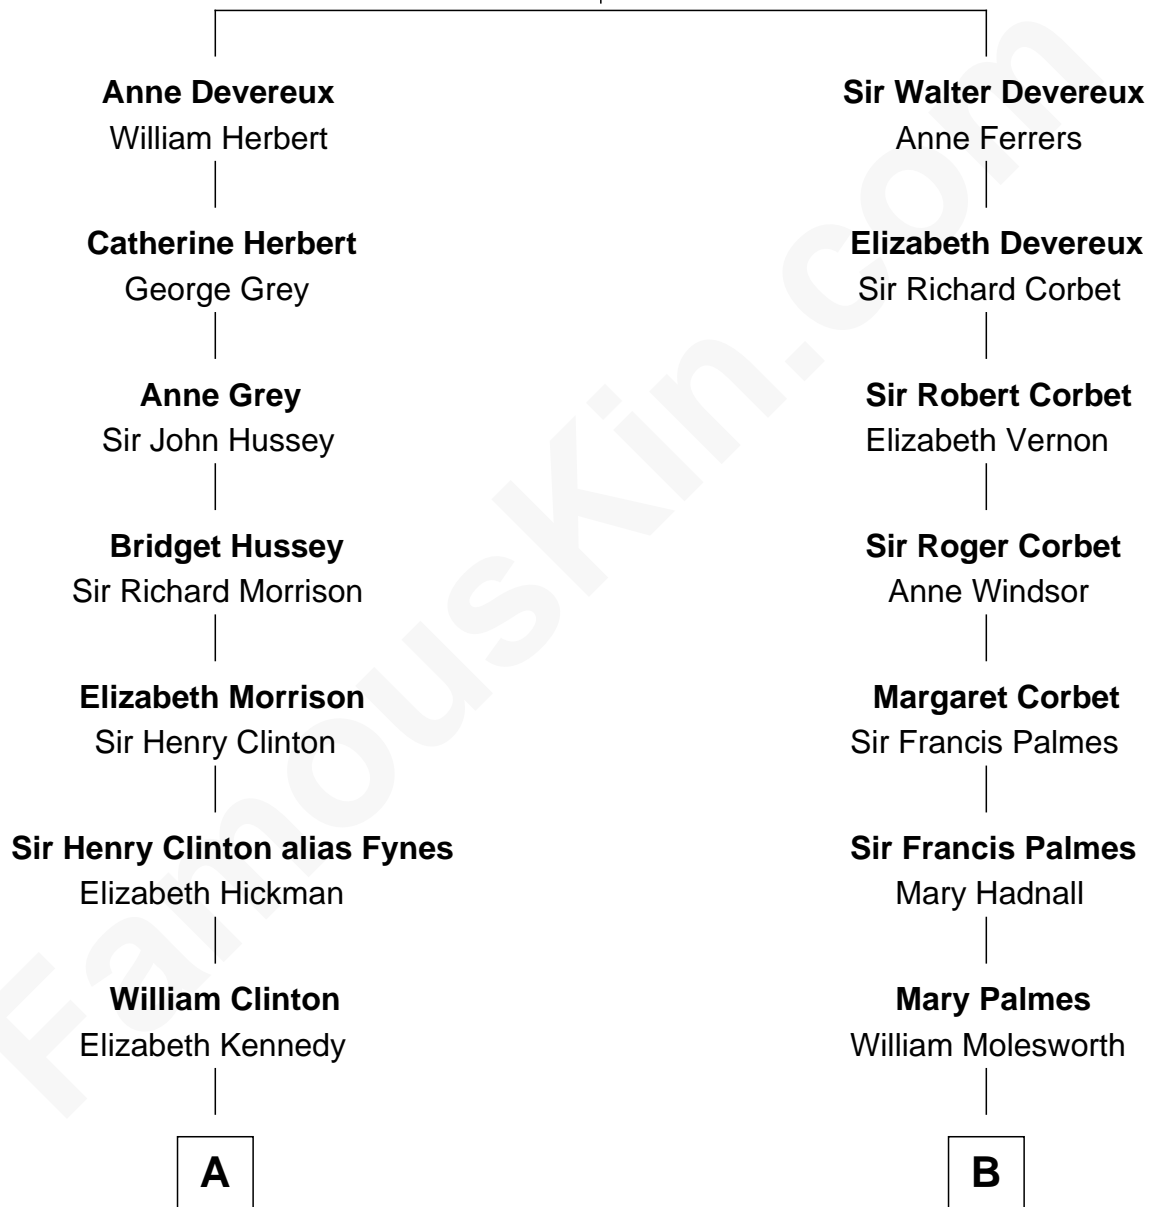 Anne Devereux
William Herbert
Catherine Herbert
George Grey
Anne Grey
Sir John Hussey
Bridget Hussey
Sir Richard Morrison
Elizabeth Morrison
Sir Henry Clinton
Sir Henry Clinton alias Fynes
Elizabeth Hickman
William Clinton
Elizabeth Kennedy
A
Sir Walter Devereux
Anne Ferrers
Elizabeth Devereux
Sir Richard Corbet
Sir Robert Corbet
Elizabeth Vernon
Sir Roger Corbet
Anne Windsor
Margaret Corbet
Sir Francis Palmes
Sir Francis Palmes
Mary Hadnall
Mary Palmes
William Molesworth
B
FamousKin.com